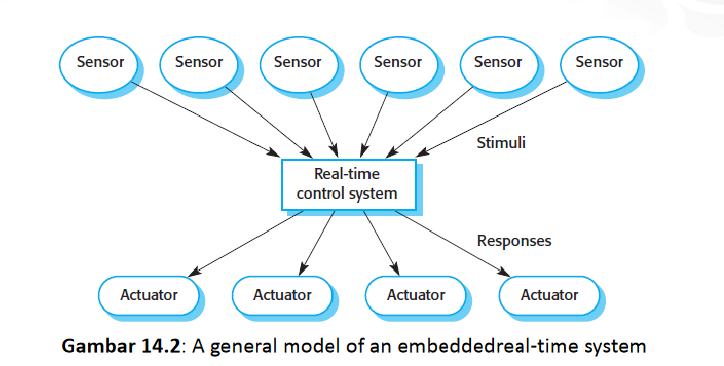 Sensor Sensor Sensor Sensor Sensor Sensor
Stimuli
Real-time
control system
Responses
Actuator Actuator Actuator Actuator
Gambar 14.2: A general model of an embeddedreal-time system